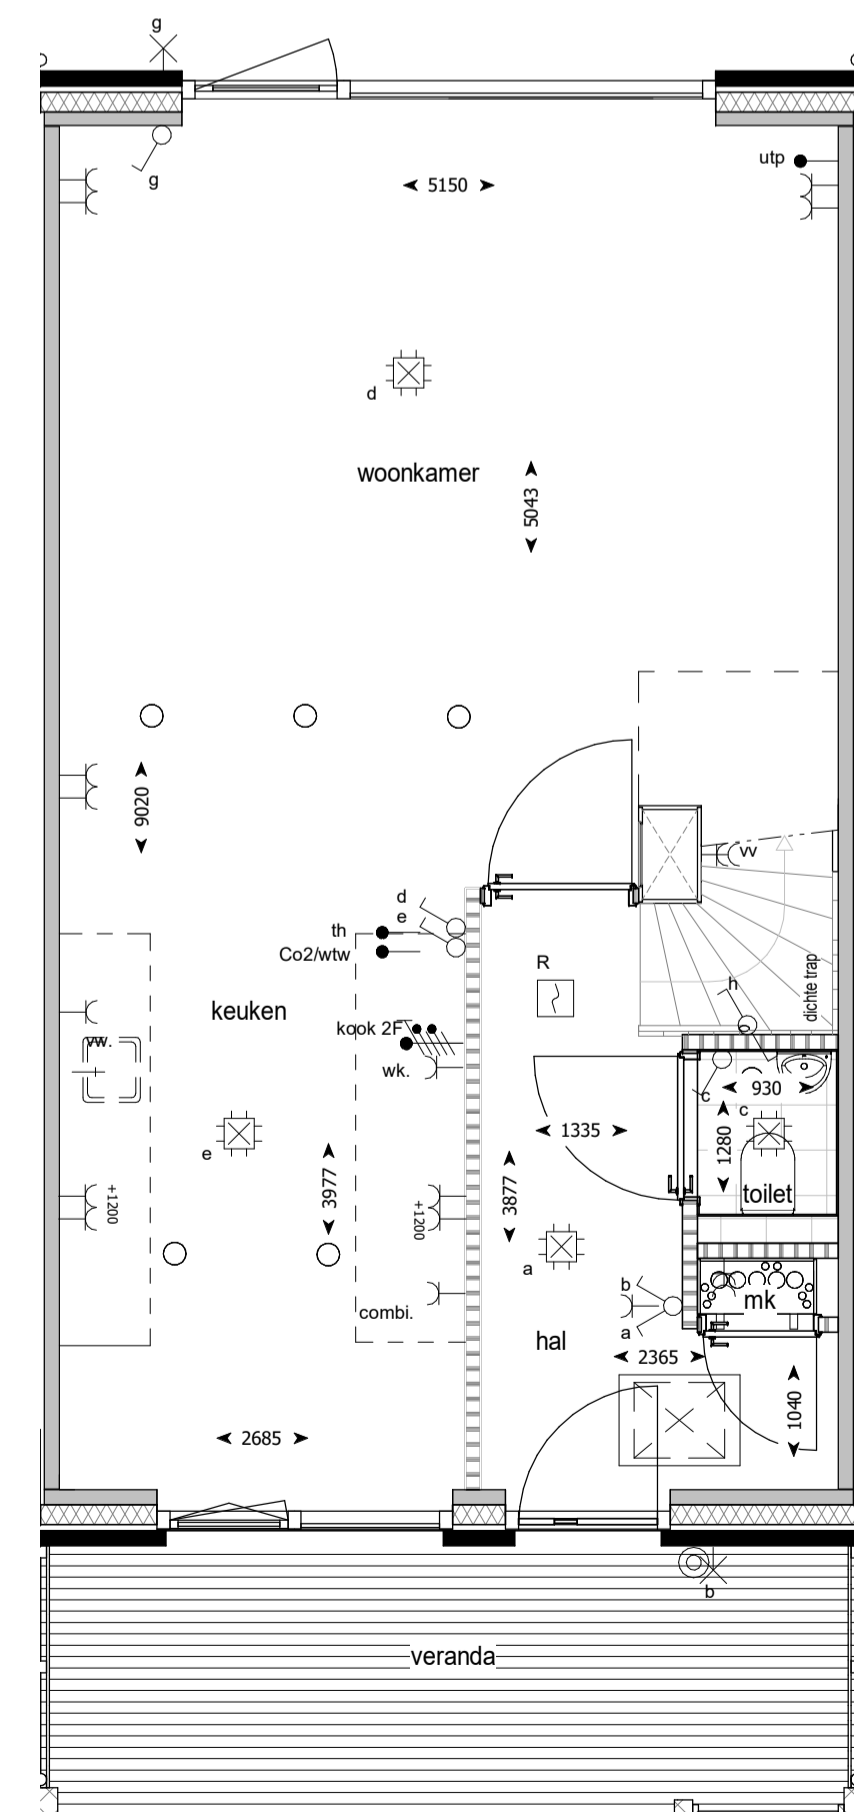 g
g
utp
5150
d
woonkamer
5043
9020
vv
d
e
th
Co2/wtw
R
dichte trap
h
keuken
kook 2F
vw.
wk.
c
930
c
1280
1335
e
3977
3877
toilet
+1200
+1200
a
b
mk
combi.
a
hal
2365
1040
2685
b
veranda